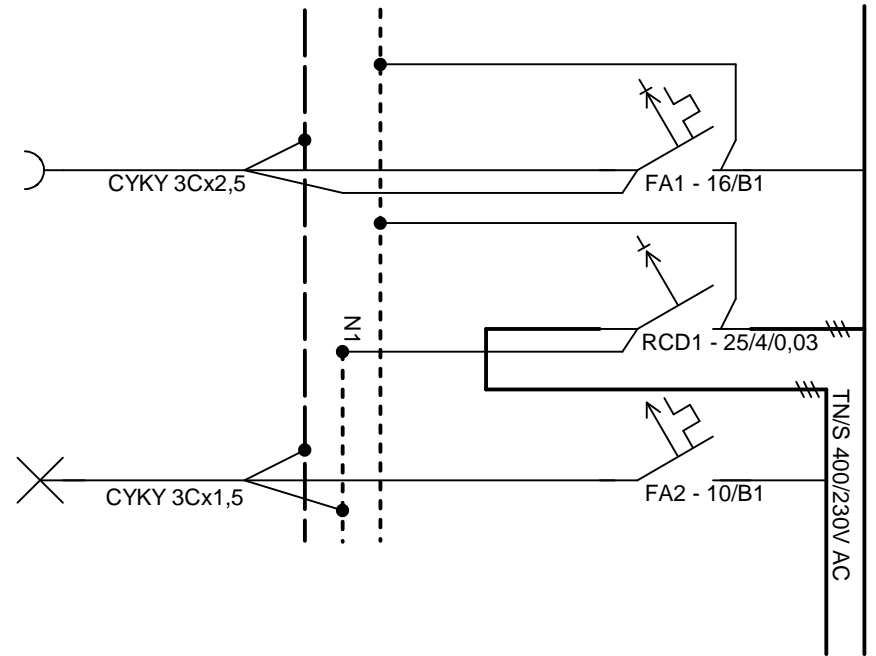 CYKY 3Cx2,5
FA1 - 16/B1
N1
RCD1 - 25/4/0,03
TN/S 400/230V AC
CYKY 3Cx1,5
FA2 - 10/B1